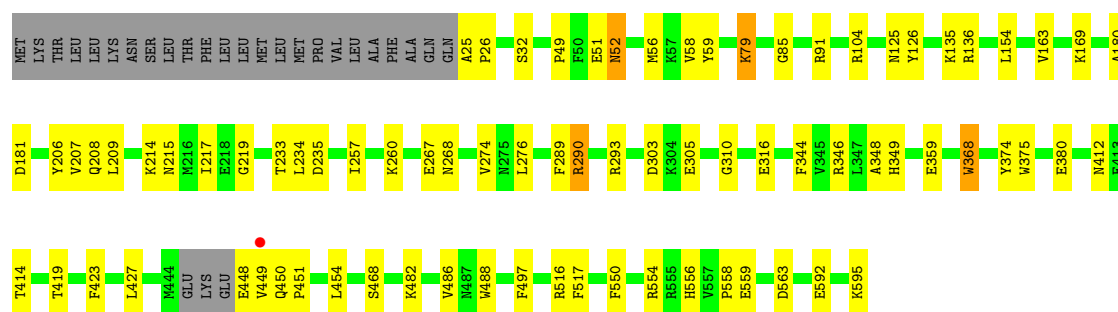 MET LYS THR LEU LEU LYS ASN SER LEU THR PHE LEU LEU MET LEU MET PRO VAL LEU ALA PHE ALA GLN GLN A25 P26 S32 P49 F50 E51 N52 M56 K57 V58 Y59 K79 G85 R91 R104 N125 Y126 K135 R136 L154 V163 K169 A180
D181 Y206 V207 Q208 L209 K214 N215 M216 I217 E218 G219 T233 L234 D235 I257 K260 E267 N268 V274 N275 L276 F289 R290 R293 D303 K304 E305 G310 E316 F344 V345 R346 L347 A348 H349 E359 W368 Y374 W375 E380 N412
T414 T419 F423 L427 M444 GLU LYS GLU E448 V449 Q450 P451 L454 S468 K482 V486 N487 W488 F497 R516 F517 F550 R554 R555 H556 V557 P558 E559 D563 E592 K595